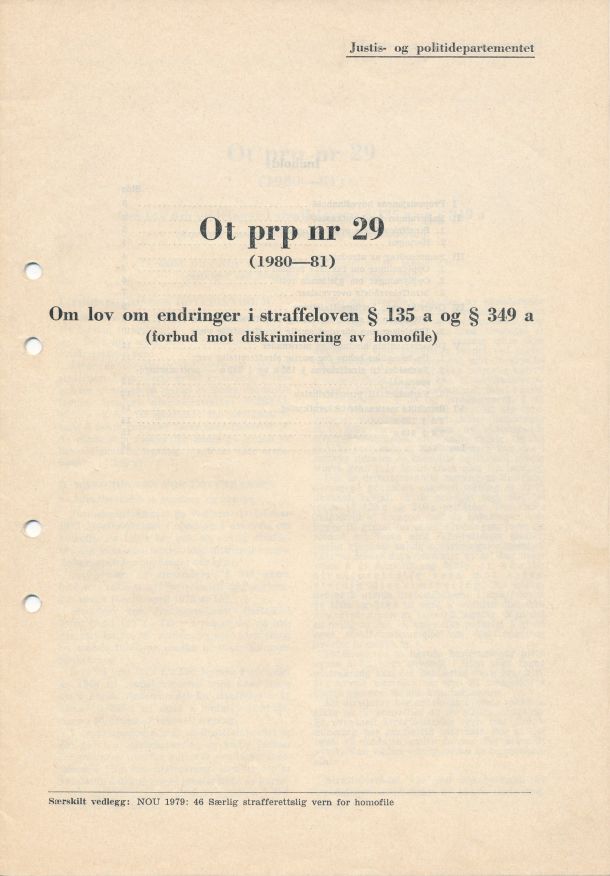 Justis- og politidepartementet
Ot prp nr 29
(1980—81)
Om lov om endringer i straffeloven § 135 a og § 349 a
(forbud mot diskriminering av homofile)
Særskilt vedlegg: NOU 1979: 46 Særlig strafferettslig vern for homofile